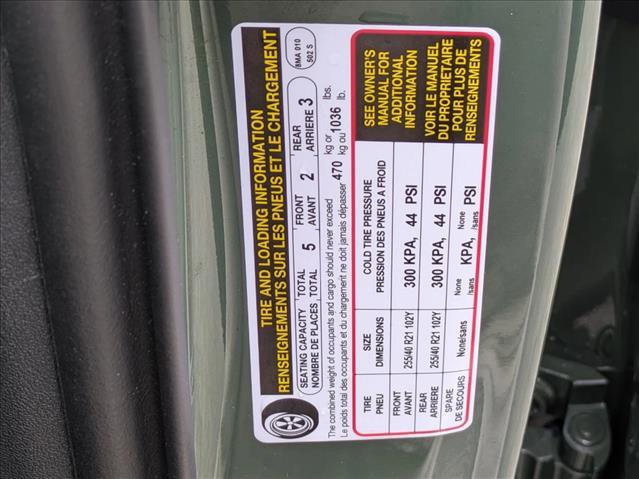 TIRE AND LOADING INFORMATION
RENSEIGNEMENTS SUR LES PNEUS ET LE CHARGEMENT
8MA 010
502 S
SEATING CAPACITY TOTAL 5 FRONT 2 REAR 3
NOMBRE DE PLACES TOTAL AVANT ARRIERE
The combined weight of occupants and cargo should never exceed 470 kg or 1036 lbs.
Le poids total des occupants et du chargement ne doit jamais dépasser kg ou lb.
TIRE SIZE COLD TIRE PRESSURE
PNEU DIMENSIONS PRESSION DES PNEUS A FROID
FRONT 255/40 R21 102Y 300 KPA, 44 PSI
AVANT
REAR 255/40 R21 102Y 300 KPA, 44 PSI
ARRIERE
SPARE None/sans None/sans KPA, None/sans PSI
DE SECOURS
SEE OWNER'S
MANUAL FOR
ADDITIONAL
INFORMATION
VOIR LE MANUEL
DU PROPRIETAIRE
POUR PLUS DE
RENSEIGNEMENTS